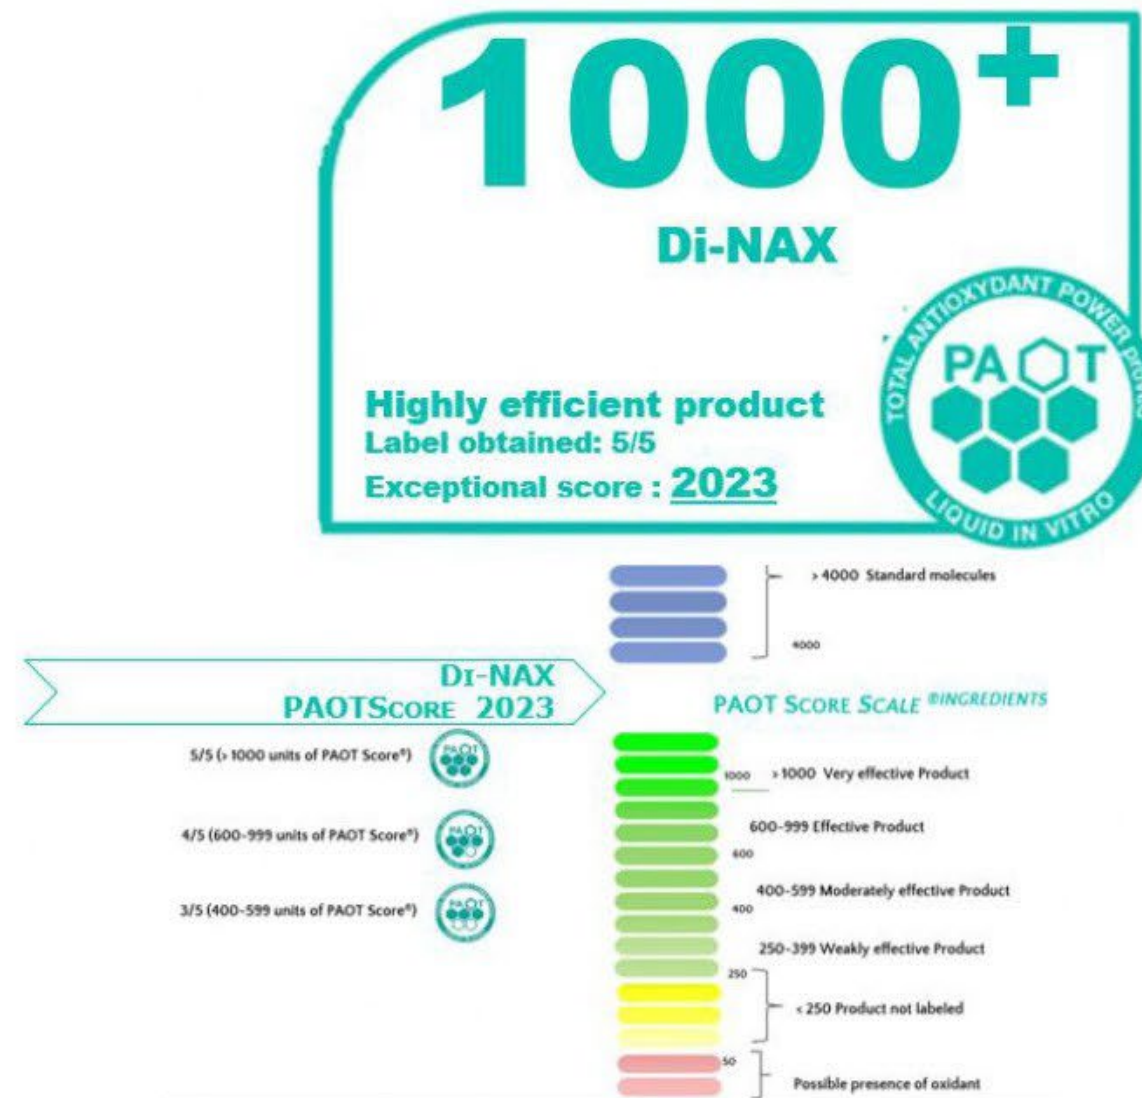 1000+
Di-NAX
TOTAL ANTIOXYDANT POWER
PAOT
LIQUID IN VITRO
Highly efficient product
Label obtained: 5/5
Exceptional score : 2023
> 4000 Standard molecules
4000
DI-NAX
PAOTSCORE 2023
PAOT SCORE SCALE ®INGREDIENTS
5/5 (> 1000 units of PAOT Score®)
PAOT
1000 >1000 Very effective Product
4/5 (600-999 units of PAOT Score®)
PAOT
600-999 Effective Product
600
3/5 (400-599 units of PAOT Score®)
PAOT
400-599 Moderately effective Product
400
250-399 Weakly effective Product
250
< 250 Product not labeled
50
Possible presence of oxidant